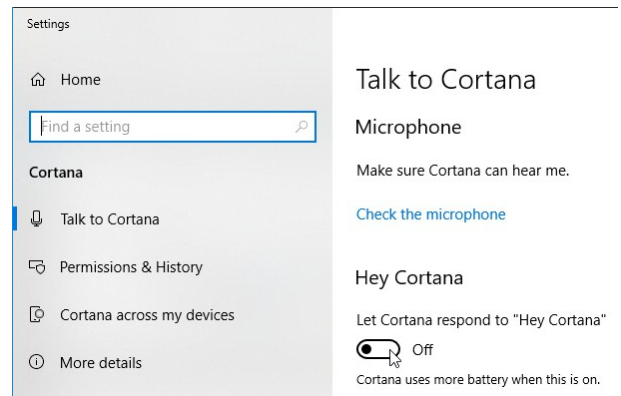 Settings
Home
Find a setting
Cortana
Talk to Cortana
Permissions & History
Cortana across my devices
More details
Talk to Cortana
Microphone
Make sure Cortana can hear me.
Check the microphone
Hey Cortana
Let Cortana respond to "Hey Cortana"
Off
Cortana uses more battery when this is on.